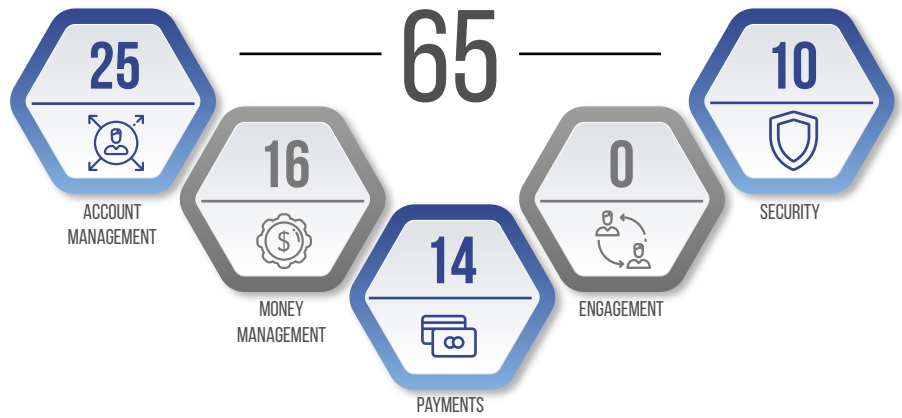 65
25
ACCOUNT
MANAGEMENT
16
$
MONEY
MANAGEMENT
14
PAYMENTS
0
ENGAGEMENT
10
SECURITY